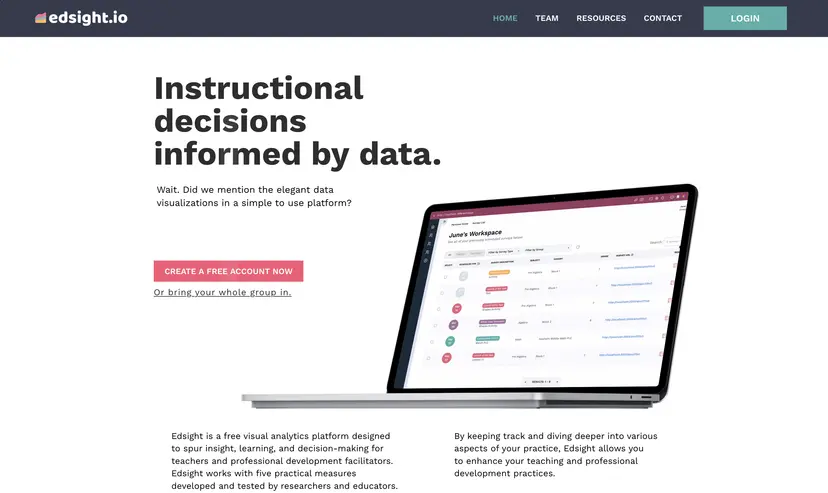 edsight.io
HOME TEAM RESOURCES CONTACT LOGIN
Instructional
decisions
informed by data.
Wait. Did we mention the elegant data
visualizations in a simple to use platform?
June's Workspace
CREATE A FREE ACCOUNT NOW
Or bring your whole group in.
Edsight is a free visual analytics platform designed
to spur insight, learning, and decision-making for
teachers and professional development facilitators.
Edsight works with five practical measures
developed and tested by researchers and educators.
By keeping track and diving deeper into various
aspects of your practice, Edsight allows you
to enhance your teaching and professional
development practices.